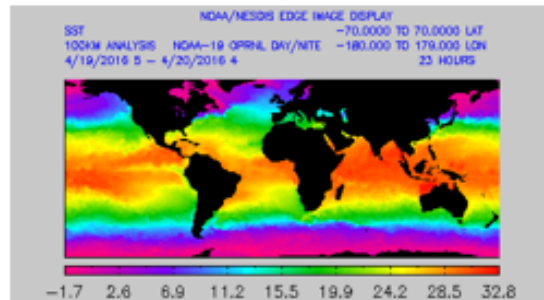 NOAA/NESDIS EDGE IMAGE DISPLAY
SST -70.0000 TO 70.0000 LAT
100KM ANALYSIS NOAA-19 OPRNL DAY/NITE -180.000 TO 179.000 LON
4/19/2016 5 - 4/20/2016 4 23 HOURS
-1.7 2.6 6.9 11.2 15.5 19.9 24.2 28.5 32.8